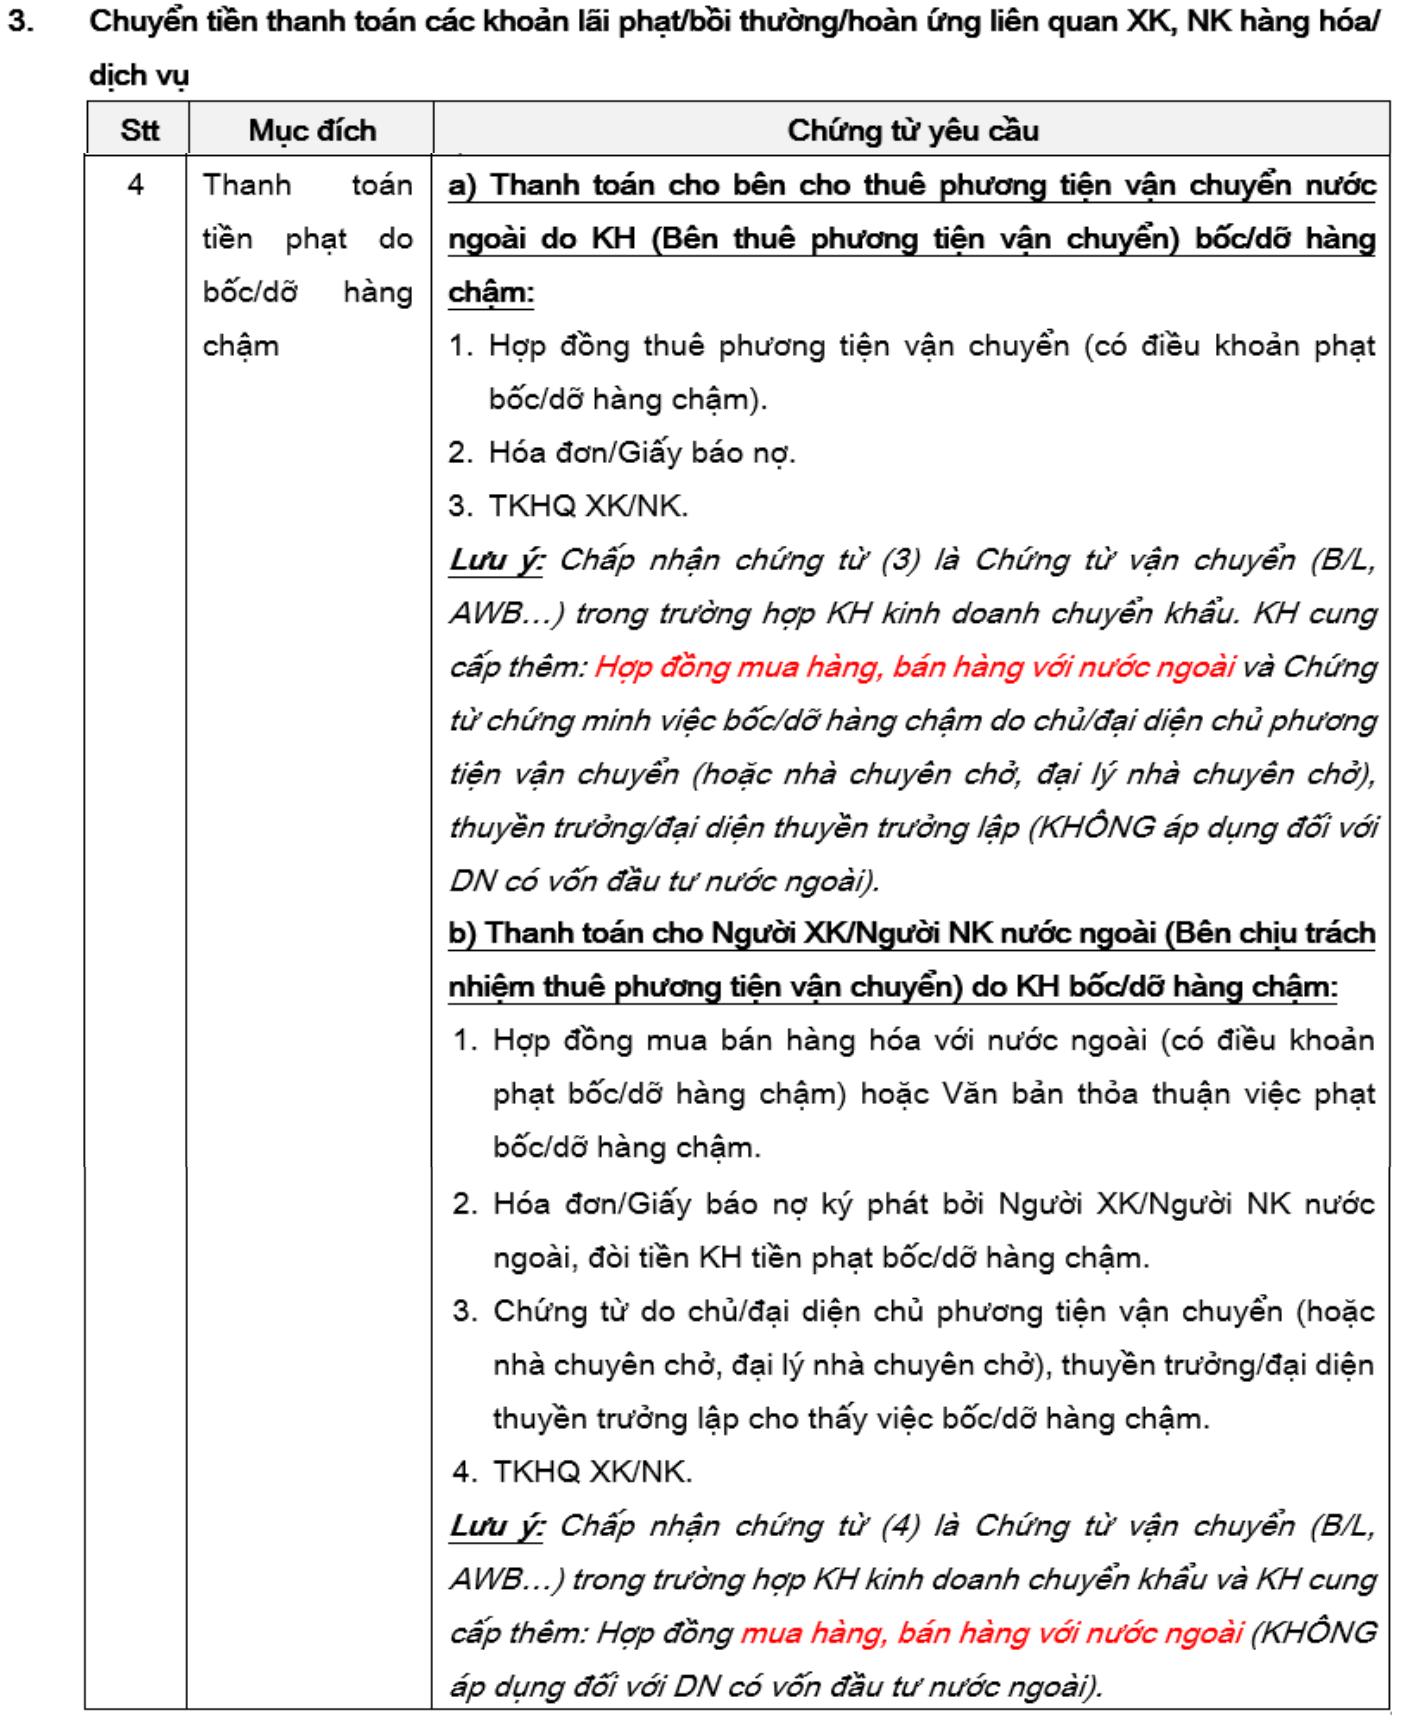 3. Chuyển tiền thanh toán các khoản lãi phạt/bồi thường/hoàn ứng liên quan XK, NK hàng hóa/
dịch vụ
Stt Mục đích Chứng từ yêu cầu
4 Thanh toán tiền phạt do bốc/dỡ hàng chậm
a) Thanh toán cho bên cho thuê phương tiện vận chuyển nước
ngoài do KH (Bên thuê phương tiện vận chuyển) bốc/dỡ hàng
chậm:
1. Hợp đồng thuê phương tiện vận chuyển (có điều khoản phạt
bốc/dỡ hàng chậm).
2. Hóa đơn/Giấy báo nợ.
3. TKHQ XK/NK.
Lưu ý: Chấp nhận chứng từ (3) là Chứng từ vận chuyển (B/L,
AWB...) trong trường hợp KH kinh doanh chuyển khẩu. KH cung
cấp thêm: Hợp đồng mua hàng, bán hàng với nước ngoài và Chứng
từ chứng minh việc bốc/dỡ hàng chậm do chủ/đại diện chủ phương
tiện vận chuyển (hoặc nhà chuyên chở, đại lý nhà chuyên chở),
thuyền trưởng/đại diện thuyền trưởng lập (KHÔNG áp dụng đối với
DN có vốn đầu tư nước ngoài).
b) Thanh toán cho Người XK/Người NK nước ngoài (Bên chịu trách
nhiệm thuê phương tiện vận chuyển) do KH bốc/dỡ hàng chậm:
1. Hợp đồng mua bán hàng hóa với nước ngoài (có điều khoản
phạt bốc/dỡ hàng chậm) hoặc Văn bản thỏa thuận việc phạt
bốc/dỡ hàng chậm.
2. Hóa đơn/Giấy báo nợ ký phát bởi Người XK/Người NK nước
ngoài, đòi tiền KH tiền phạt bốc/dỡ hàng chậm.
3. Chứng từ do chủ/đại diện chủ phương tiện vận chuyển (hoặc
nhà chuyên chở, đại lý nhà chuyên chở), thuyền trưởng/đại diện
thuyền trưởng lập cho thấy việc bốc/dỡ hàng chậm.
4. TKHQ XK/NK.
Lưu ý: Chấp nhận chứng từ (4) là Chứng từ vận chuyển (B/L,
AWB...) trong trường hợp KH kinh doanh chuyển khẩu và KH cung
cấp thêm: Hợp đồng mua hàng, bán hàng với nước ngoài (KHÔNG
áp dụng đối với DN có vốn đầu tư nước ngoài).